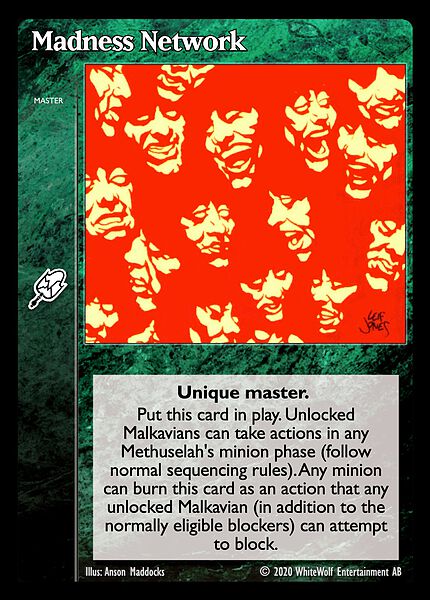 Madness Network
MASTER
LEIF
JONES
Unique master.
Put this card in play. Unlocked
Malkavians can take actions in any
Methuselah's minion phase (follow
normal sequencing rules). Any minion
can burn this card as an action that any
unlocked Malkavian (in addition to the
normally eligible blockers) can attempt
to block.
Illus: Anson Maddocks
© 2020 WhiteWolf Entertainment AB